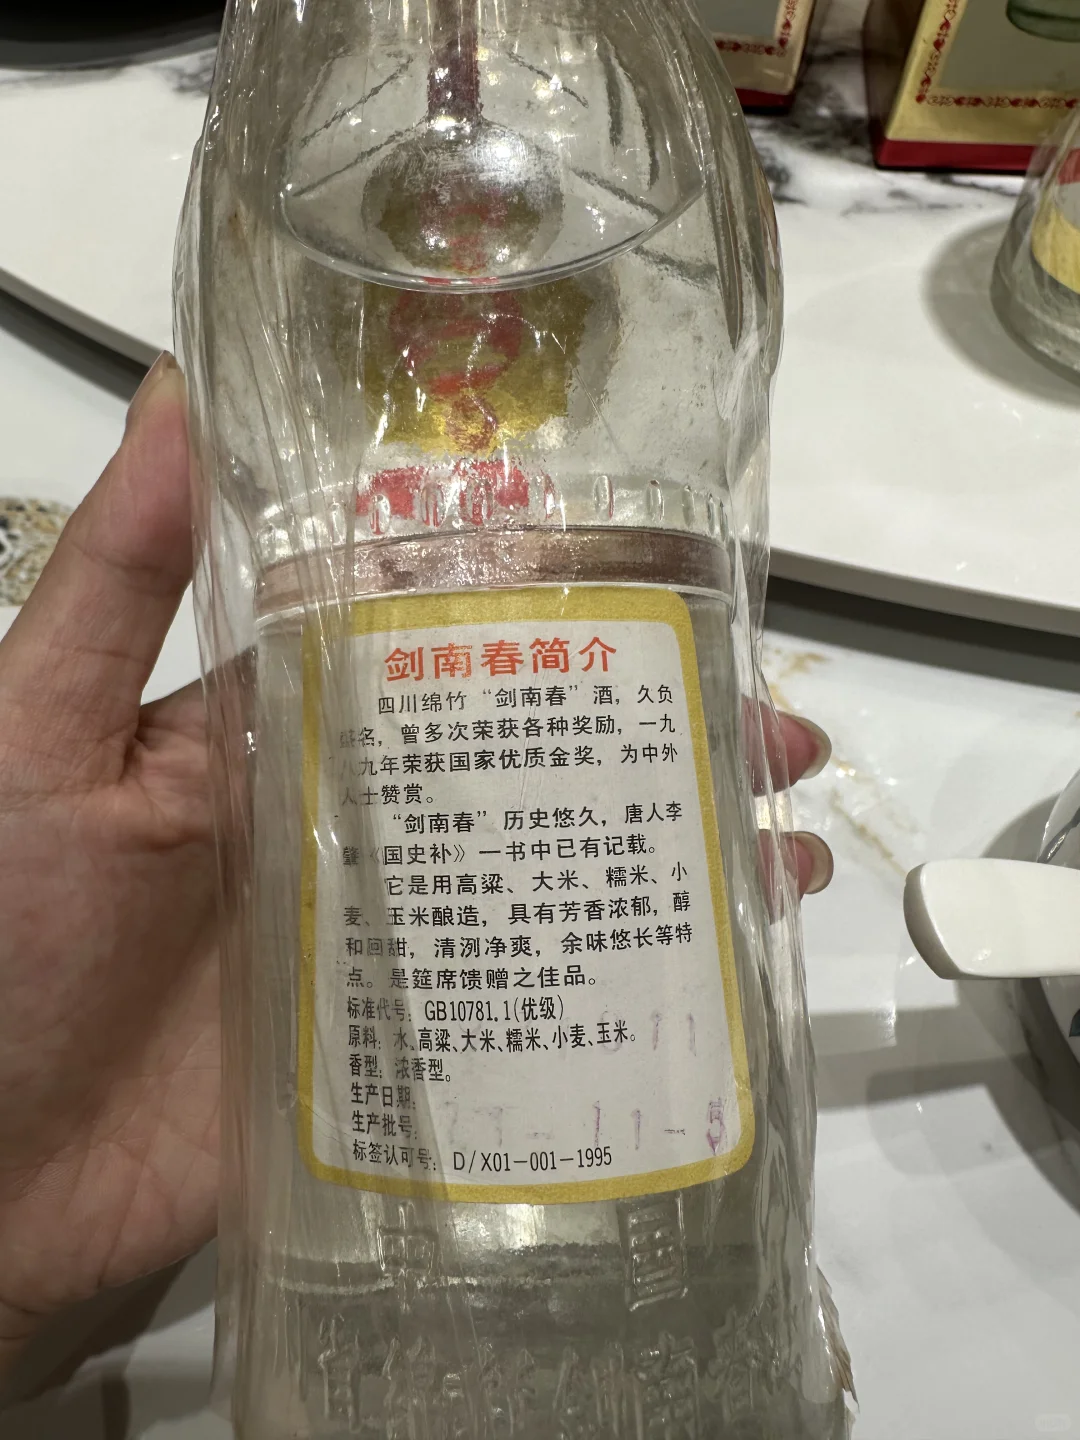 剑南春简介
四川绵竹“剑南春”酒，久负
盛名，曾多次荣获各种奖励，一九
八九年荣获国家优质金奖，为中外
人士赞赏。
“剑南春”历史悠久，唐人李
肇《国史补》一书中已有记载。
它是用高粱、大米、糯米、小
麦、玉米酿造，具有芳香浓郁，醇
和回甜，清洌净爽，余味悠长等特
点。是筵席馈赠之佳品。
标准代号：GB10781.1(优级)
原料：水、高粱、大米、糯米、小麦、玉米。
香型：浓香型。
生产日期：
生产批号：
标签认可号：D/X01-001-1995
中国